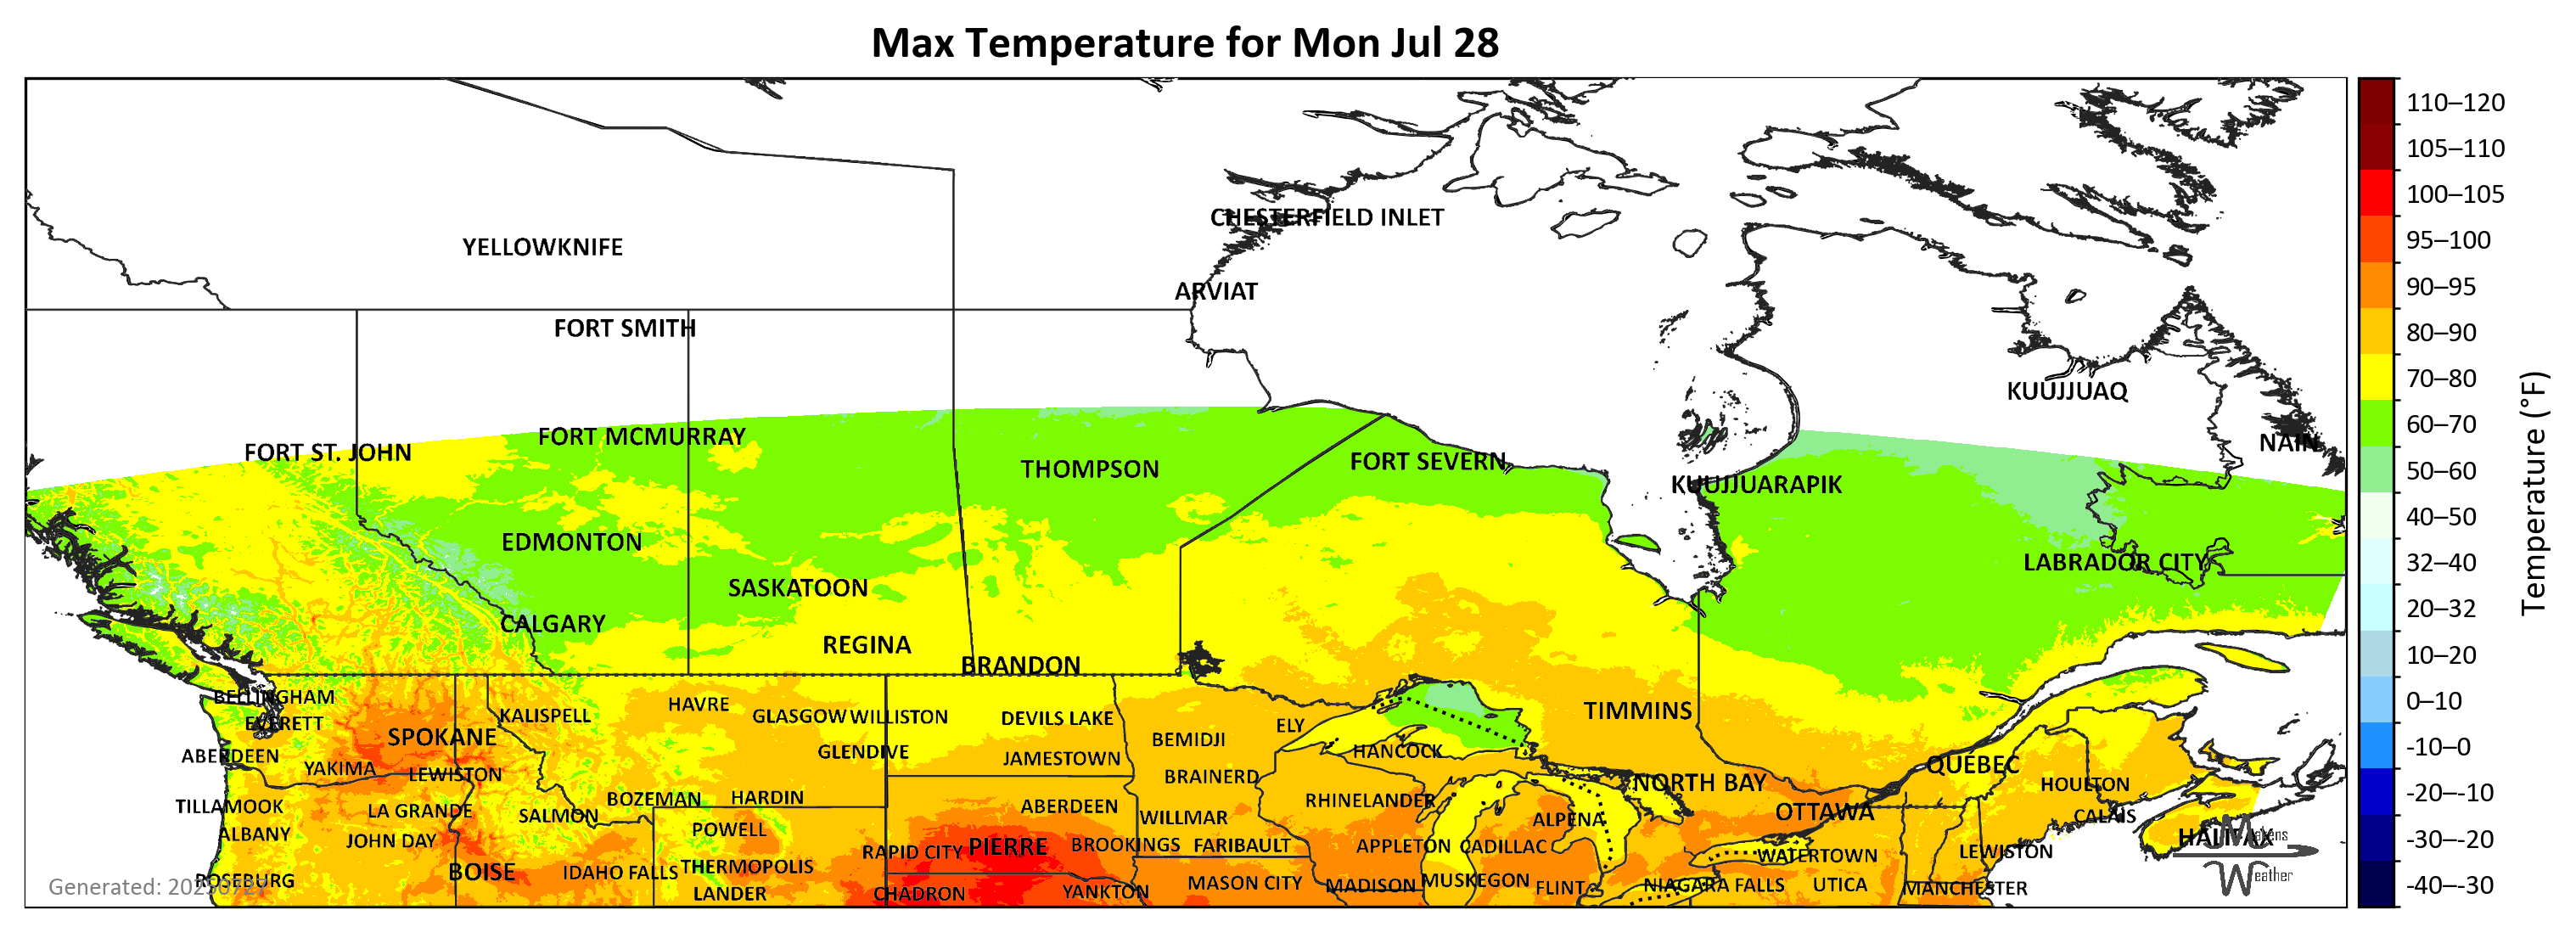 Max Temperature for Mon Jul 28
110–120
105–110
100–105
95–100
90–95
80–90
70–80
60–70
50–60
40–50
32–40
20–32
10–20
0–10
-10–0
-20–-10
-30–-20
-40–-30
Temperature (°F)
CHESTERFIELD INLET
YELLOWKNIFE
ARVIAT
FORT SMITH
KUUJJUAQ
FORT MCMURRAY
NAIN
FORT ST. JOHN
FORT SEVERN
THOMPSON
KUUJJUARAPIK
EDMONTON
LABRADOR CITY
SASKATOON
CALGARY
REGINA
BRANDON
BELLINGHAM
HAVRE
TIMMINS
KALISPELL
GLASGOW
WILLISTON
DEVILS LAKE
EVERETT
ELY
SPOKANE
BEMIDJI
ABERDEEN
GLENDIVE
JAMESTOWN
HANCOCK
QUÉBEC
YAKIMA
LEWISTON
BRAINERD
NORTH BAY
HOULTON
BOZEMAN
HARDIN
RHINELANDER
TILLAMOOK
LA GRANDE
SALMON
ABERDEEN
WILLMAR
ALPENA
OTTAWA
CALAIS
ALBANY
JOHN DAY
POWELL
RAPID CITY
PIERRE
BROOKINGS
FARIBAULT
APPLETON
CADILLAC
WATERTOWN
LEWISTON
HALIFAX
Matens
Weather
BOISE
IDAHO FALLS
THERMOPOLIS
ROSEBURG
LANDER
CHADRON
YANKTON
MASON CITY
MADISON
MUSKEGON
FLINT
NIAGARA FALLS
UTICA
MANCHESTER
Generated: 20250727